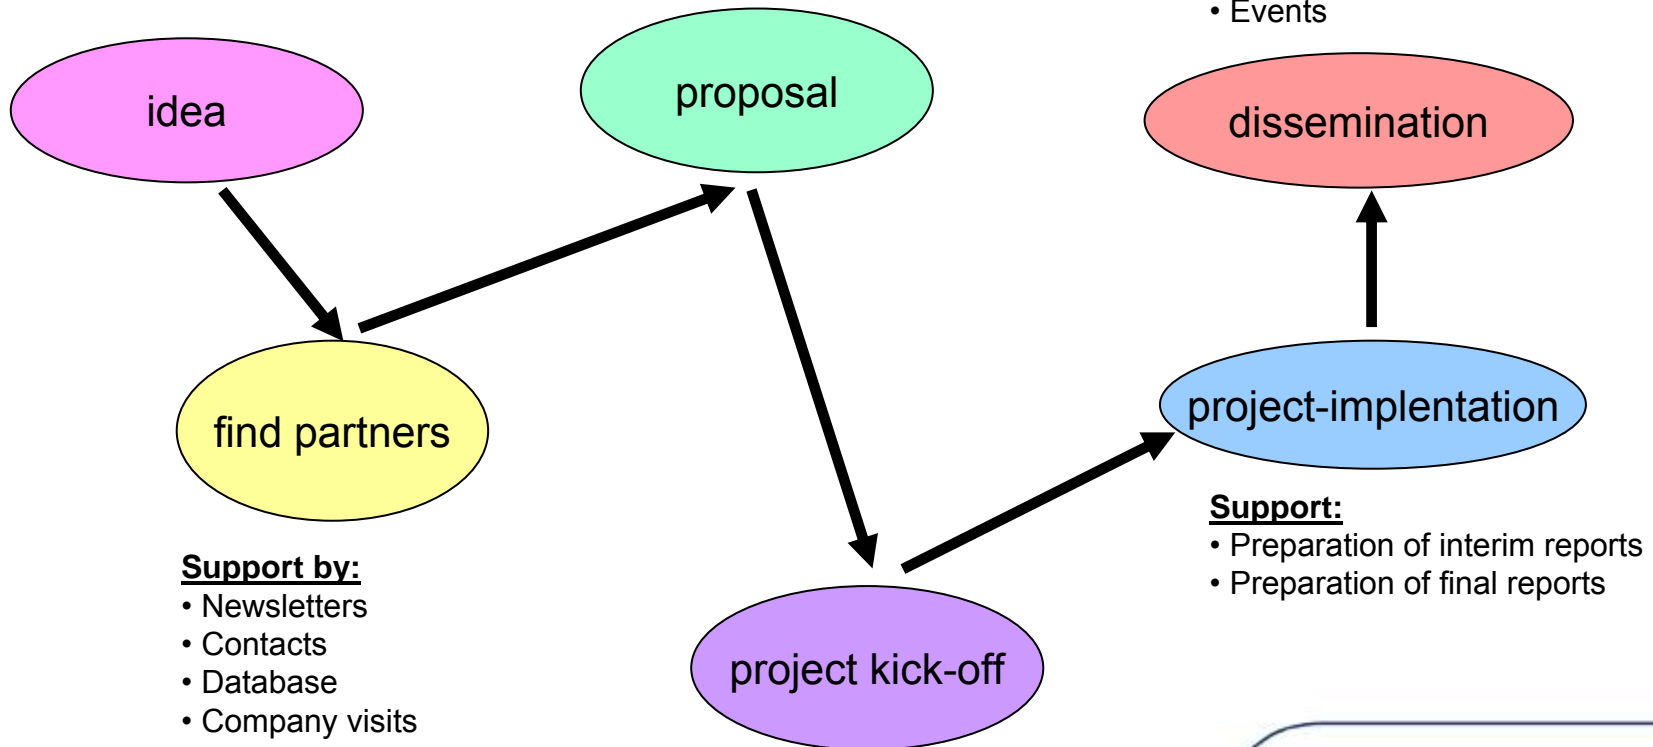 • Events
idea
proposal
dissemination
find partners
project-implentation
Support by:
• Newsletters
• Contacts
• Database
• Company visits
project kick-off
Support:
• Preparation of interim reports
• Preparation of final reports